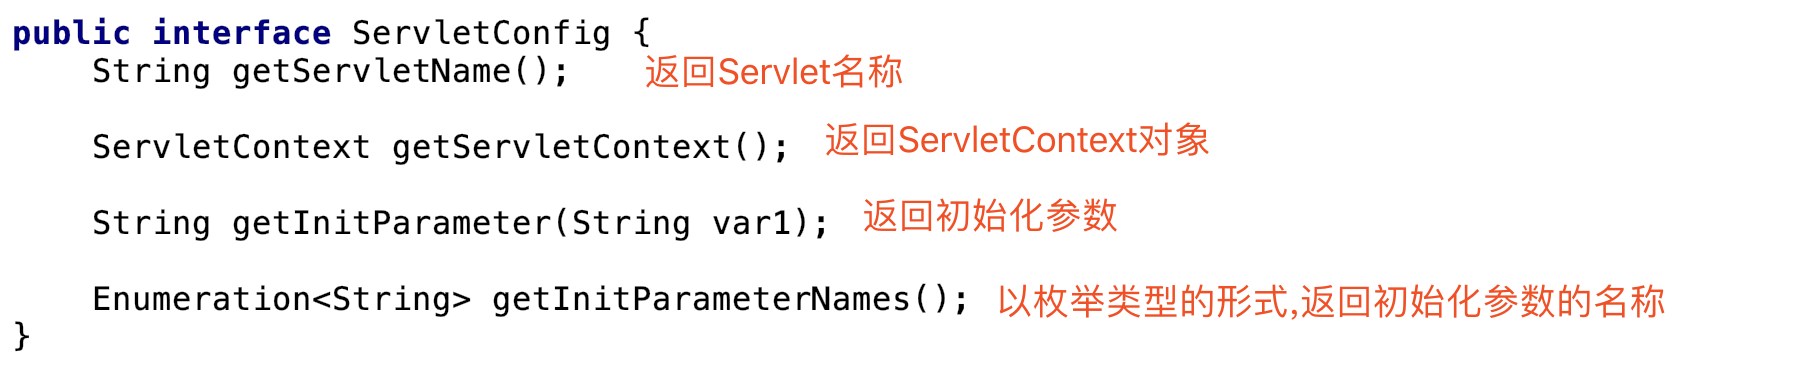 public interface ServletConfig {
String getServletName(); 返回Servlet名称
ServletContext getServletContext(); 返回ServletContext对象
String getInitParameter(String var1); 返回初始化参数
Enumeration<String> getInitParameterNames(); 以枚举类型的形式,返回初始化参数的名称
}